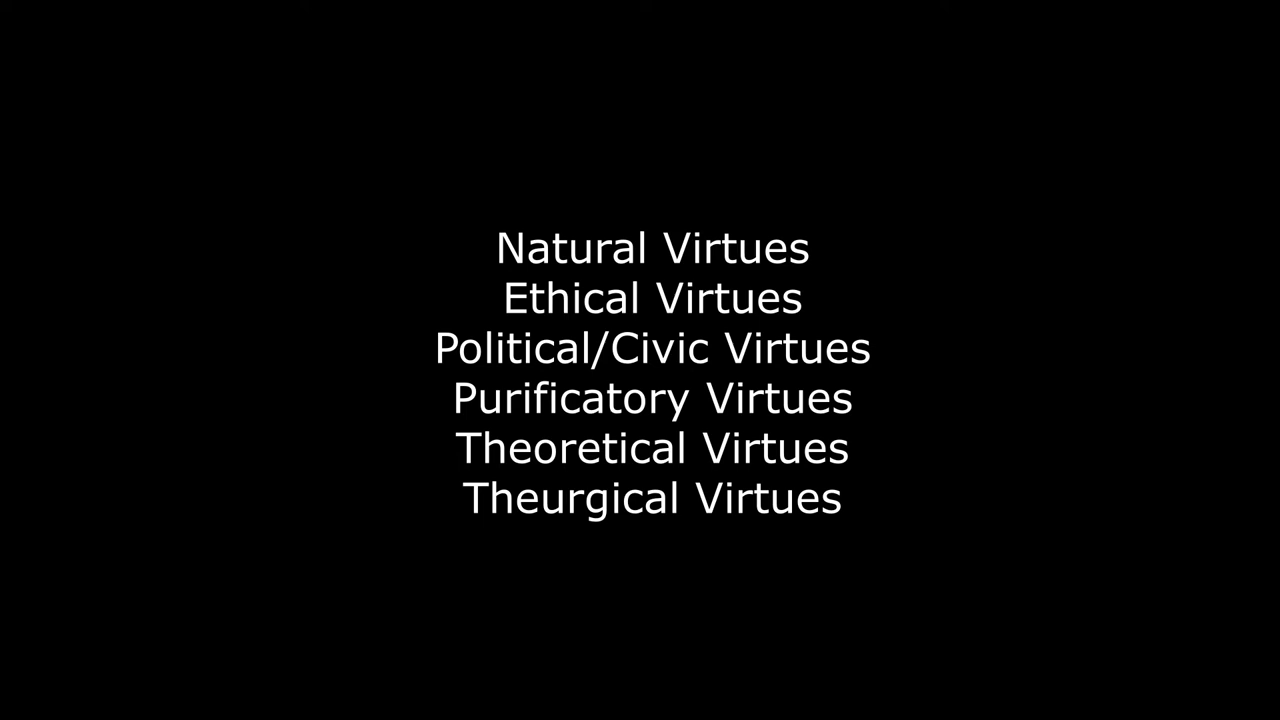 Natural Virtues
Ethical Virtues
Political/Civic Virtues
Purificatory Virtues
Theoretical Virtues
Theurgical Virtues